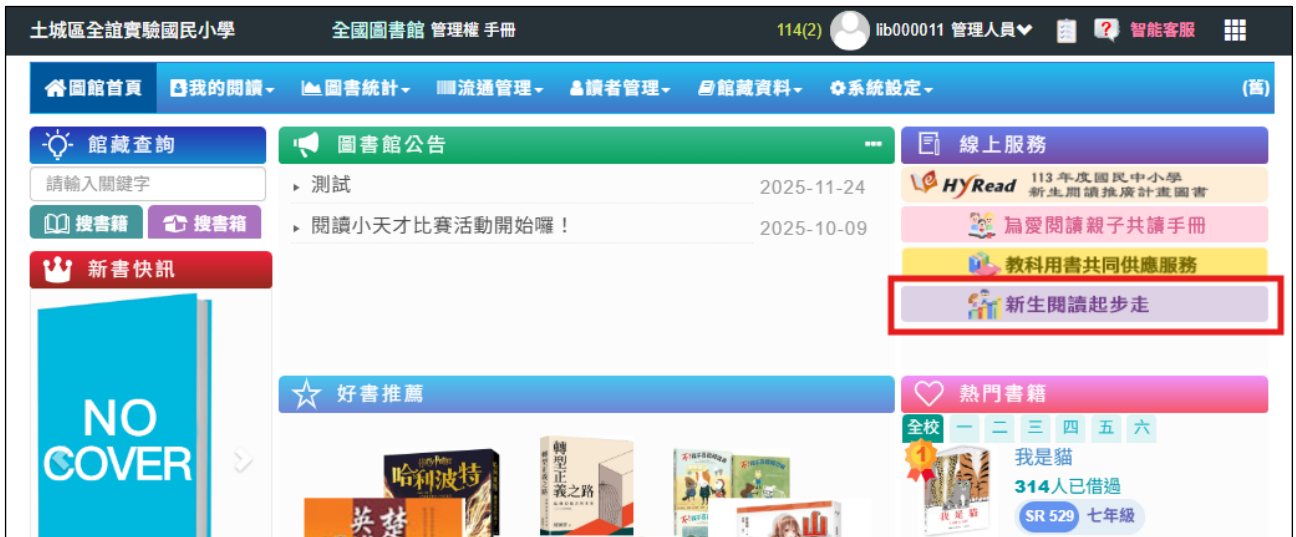 土城區全誼實驗國民小學 全國圖書館 管理權 手冊 114(2) lib000011 管理人員 智能客服
圖館首頁 我的閱讀 圖書統計 流通管理 讀者管理 館藏資料 系統設定 (舊)
館藏查詢
請輸入關鍵字
搜書籍 搜書箱
新書快訊
NO
COVER
圖書館公告
測試 2025-11-24
閱讀小天才比賽活動開始囉！ 2025-10-09
好書推薦
哈利波特
轉型正義之路
英
楚
線上服務
HyRead 113 年度國民中小學
新生閱讀推廣計畫圖書
為愛閱讀親子共讀手冊
教科用書共同供應服務
新生閱讀起步走
熱門書籍
全校 一 二 三 四 五 六
1
我是貓
我是貓
314人已借過
SR 529 七年級